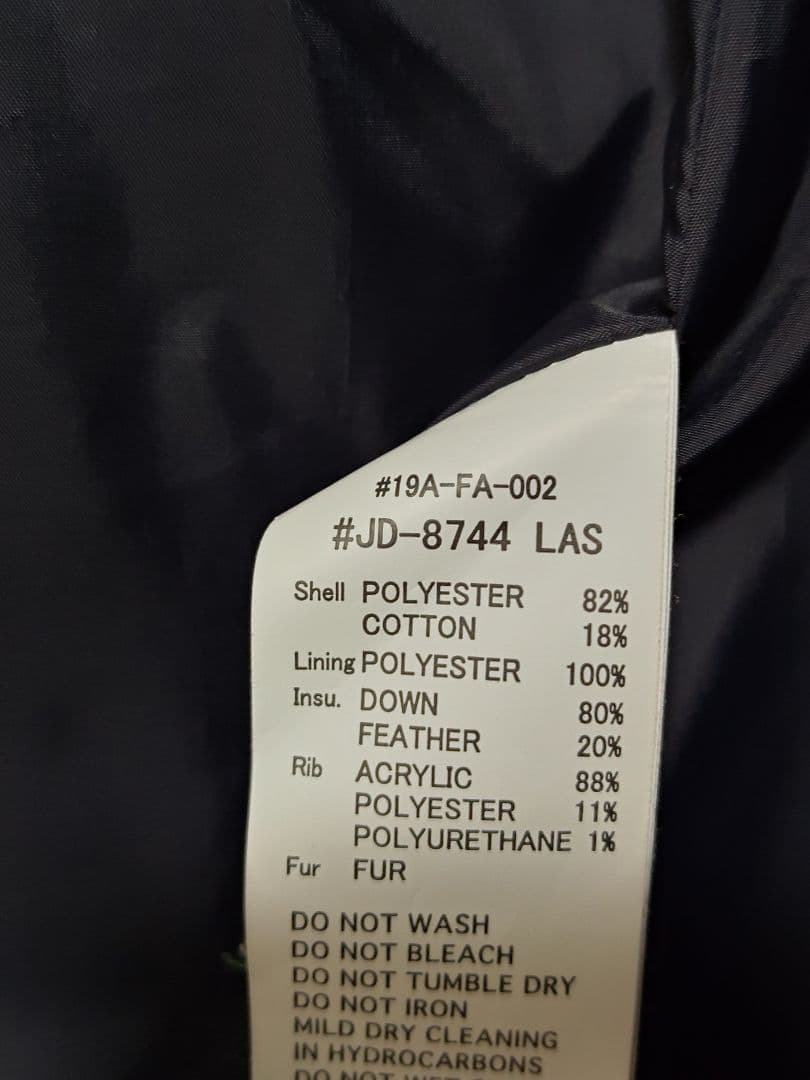 #19A-FA-002
#JD-8744 LAS
Shell POLYESTER 82%
COTTON 18%
Lining POLYESTER 100%
Insu. DOWN 80%
FEATHER 20%
Rib ACRYLIC 88%
POLYESTER 11%
POLYURETHANE 1%
Fur FUR
DO NOT WASH
DO NOT BLEACH
DO NOT TUMBLE DRY
DO NOT IRON
MILD DRY CLEANING
IN HYDROCARBONS
DO NOT